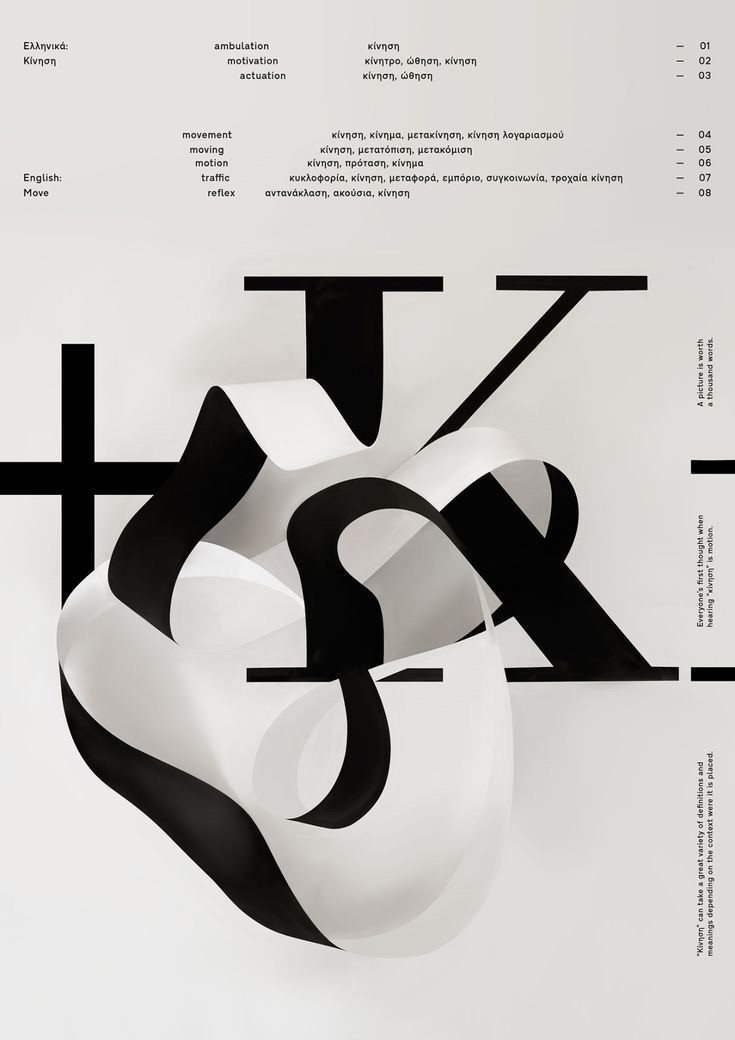 Ελληνικά: ambulation κίνηση — 01
Κίνηση motivation κίνητρο, ώθηση, κίνηση — 02
actuation κίνηση, ώθηση — 03
movement κίνηση, κίνημα, μετακίνηση, κίνηση λογαριασμού — 04
moving κίνηση, μετατόπιση, μετακόμιση — 05
motion κίνηση, πρόταση, κίνημα — 06
English: traffic κυκλοφορία, κίνηση, μεταφορά, εμπόριο, συγκοινωνία, τροχαία κίνηση — 07
Move reflex αντανάκλαση, ακούσια, κίνηση — 08
K
A picture is worth
a thousand words.
Everyone's first thought when
hearing "κίνηση" is motion.
"Κίνηση" can take a great variety of definitions and
meanings depending on the context were it is placed.